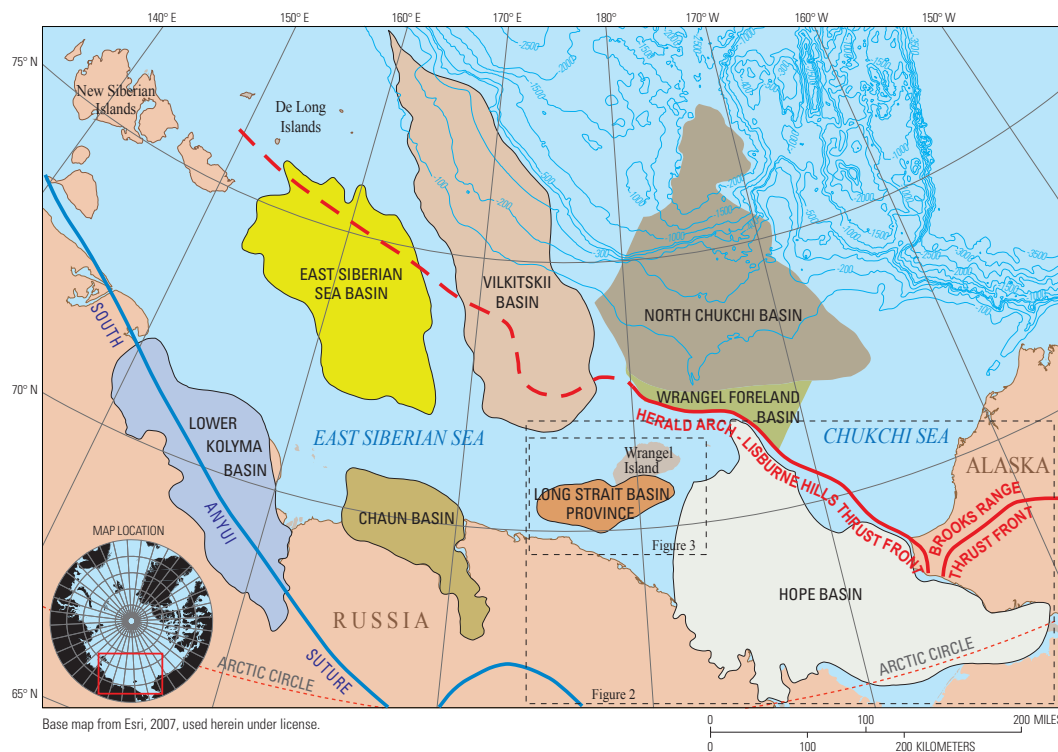 140° E
150° E
160° E
170° E
180°
170° W
160° W
150° W
75° N
New Siberian
Islands
De Long
Islands
EAST SIBERIAN
SEA BASIN
VILKITSKII
BASIN
NORTH CHUKCHI BASIN
SOUTH
70° N
WRANGEL FORELAND
BASIN
LOWER
KOLYMA
BASIN
EAST SIBERIAN SEA
HERALD ARCH - LISBURNE HILLS THRUST FRONT
CHUKCHI SEA
Wrangel
Island
ALASKA
ANYUI
CHAUN BASIN
LONG STRAIT BASIN
PROVINCE
BROOKS RANGE
THRUST FRONT
Figure 3
MAP LOCATION
HOPE BASIN
RUSSIA
ARCTIC CIRCLE
SUTURE
ARCTIC CIRCLE
65° N
Figure 2
Base map from Esri, 2007, used herein under license.
0 100 200 MILES
0 100 200 KILOMETERS